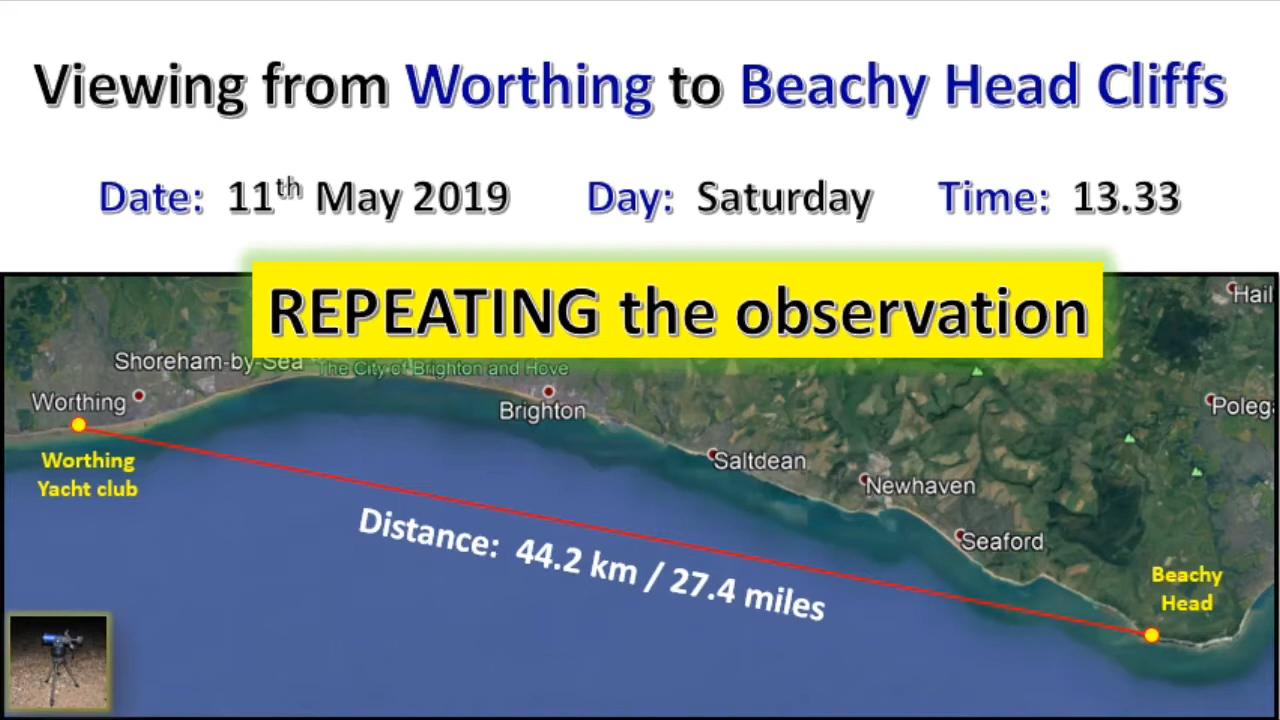 Viewing from Worthing to Beachy Head Cliffs
Date: 11th May 2019 Day: Saturday Time: 13.33
REPEATING the observation
Hail
Shoreham-by-Sea
The City of Brighton and Hove
Worthing
Brighton
Poleg
Worthing
Yacht club
Saltdean
Newhaven
Distance: 44.2 km / 27.4 miles
Seaford
Beachy
Head